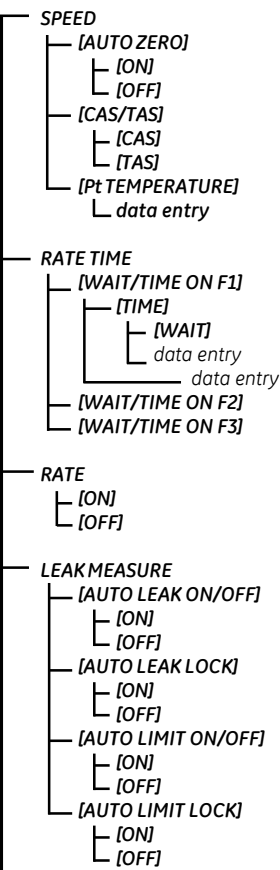 SPEED
[AUTO ZERO]
[ON]
[OFF]
[CAS/TAS]
[CAS]
[TAS]
[Pt TEMPERATURE]
data entry
RATE TIME
[WAIT/TIME ON F1]
[TIME]
[WAIT]
data entry
data entry
[WAIT/TIME ON F2]
[WAIT/TIME ON F3]
RATE
[ON]
[OFF]
LEAK MEASURE
[AUTO LEAK ON/OFF]
[ON]
[OFF]
[AUTO LEAK LOCK]
[ON]
[OFF]
[AUTO LIMIT ON/OFF]
[ON]
[OFF]
[AUTO LIMIT LOCK]
[ON]
[OFF]